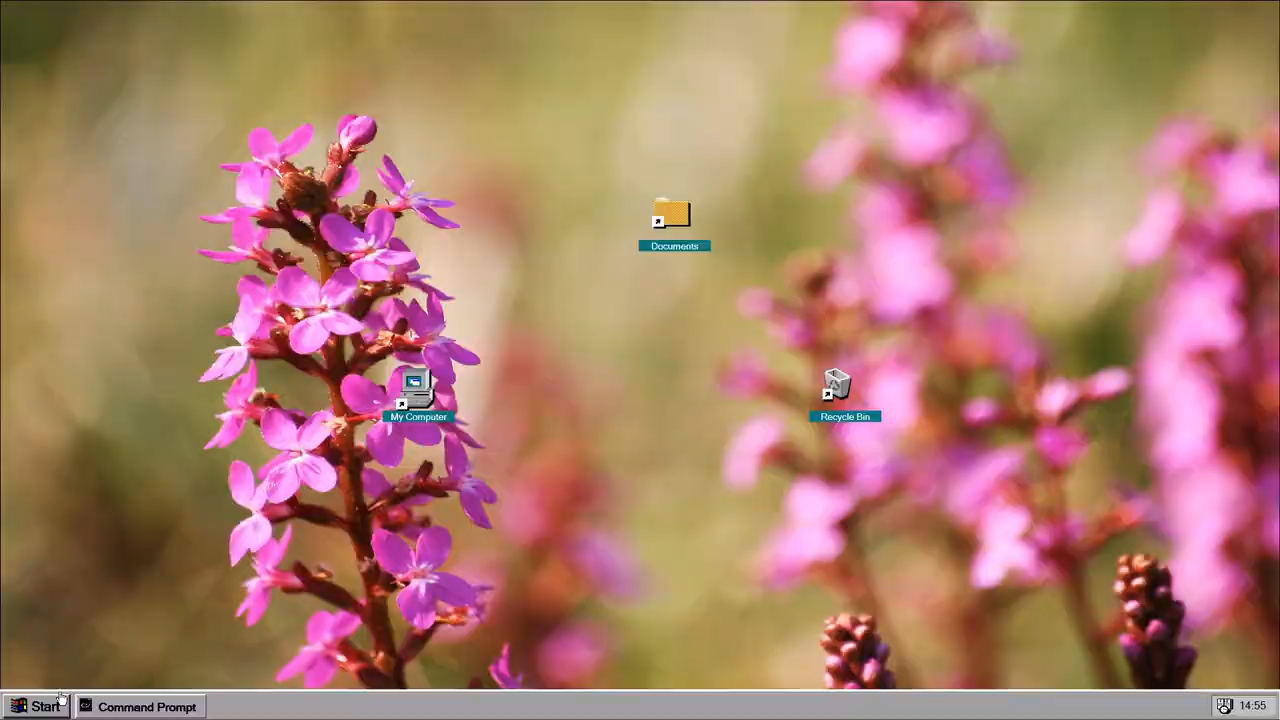 Documents
My Computer
Recycle Bin
Start
Command Prompt
14:55